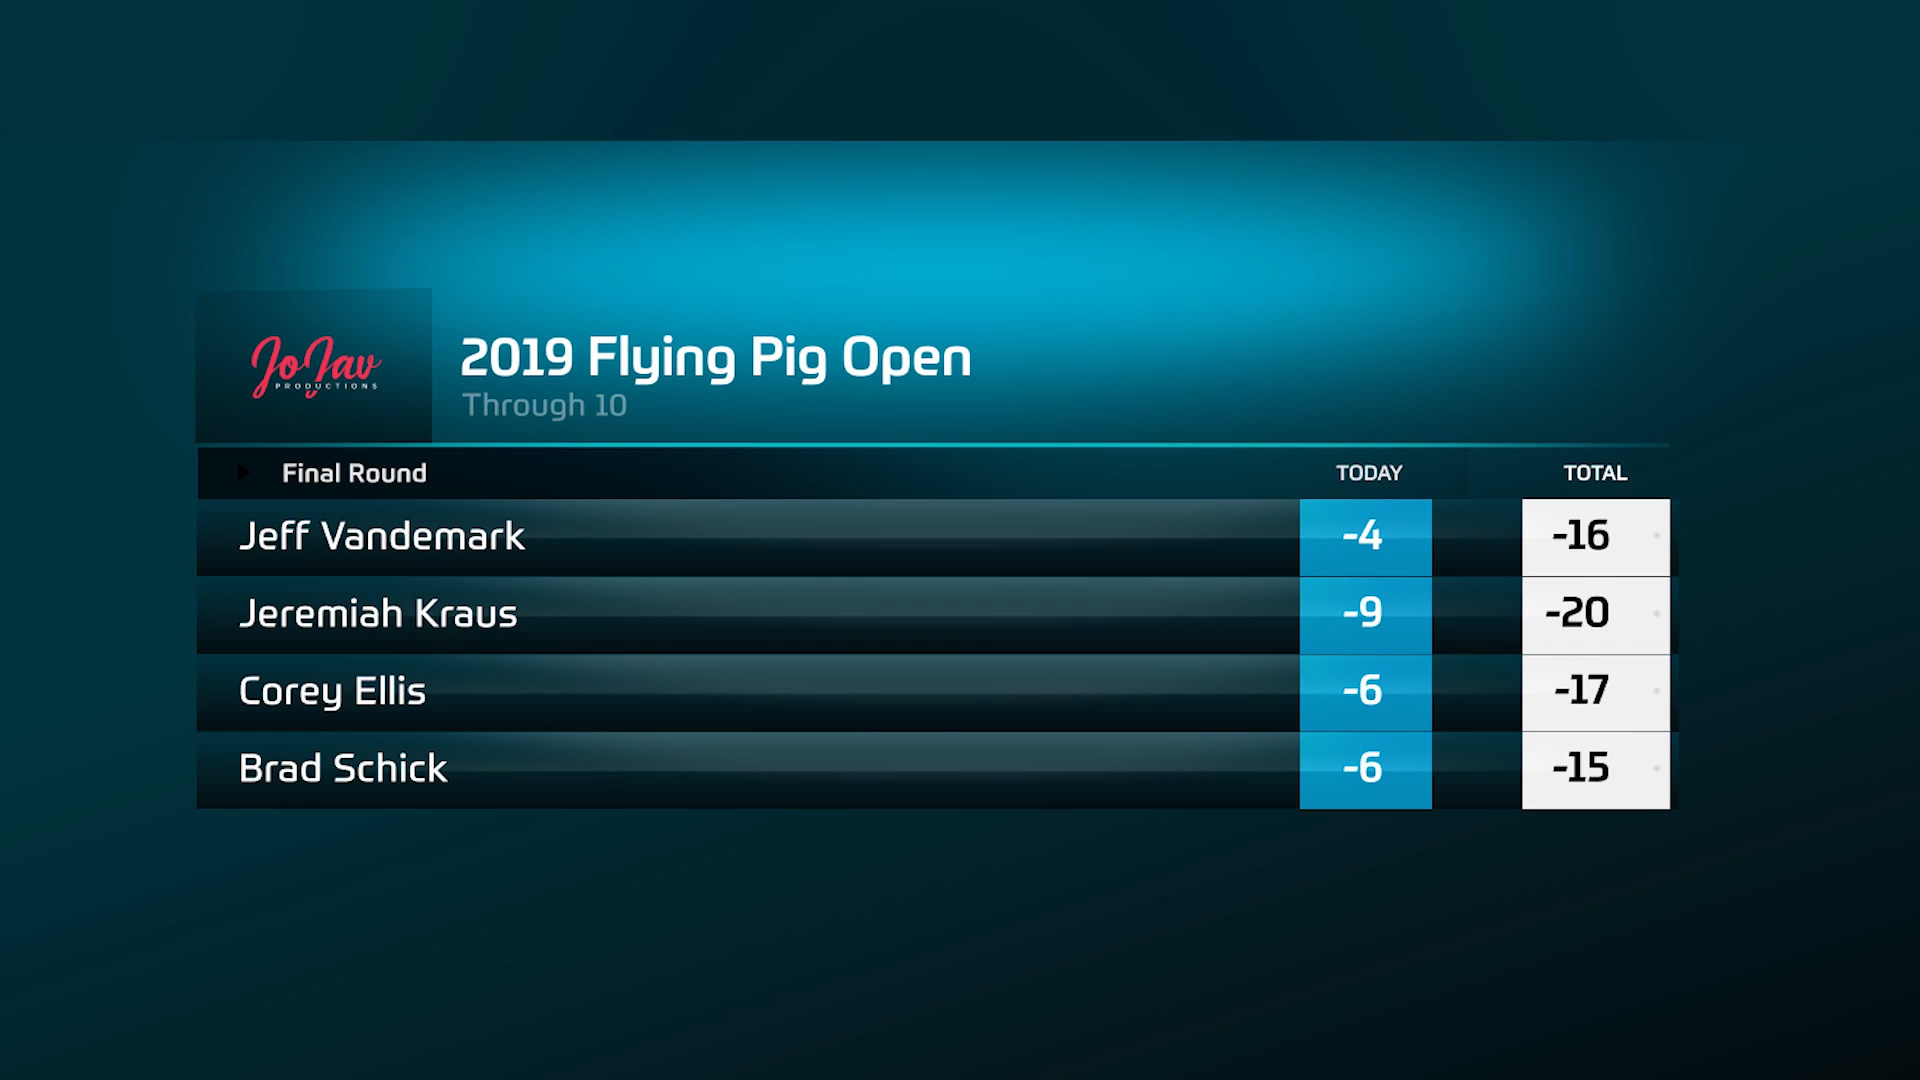 JoJav
PRODUCTIONS
2019 Flying Pig Open
Through 10
Final Round TODAY TOTAL
Jeff Vandemark -4 -16
Jeremiah Kraus -9 -20
Corey Ellis -6 -17
Brad Schick -6 -15